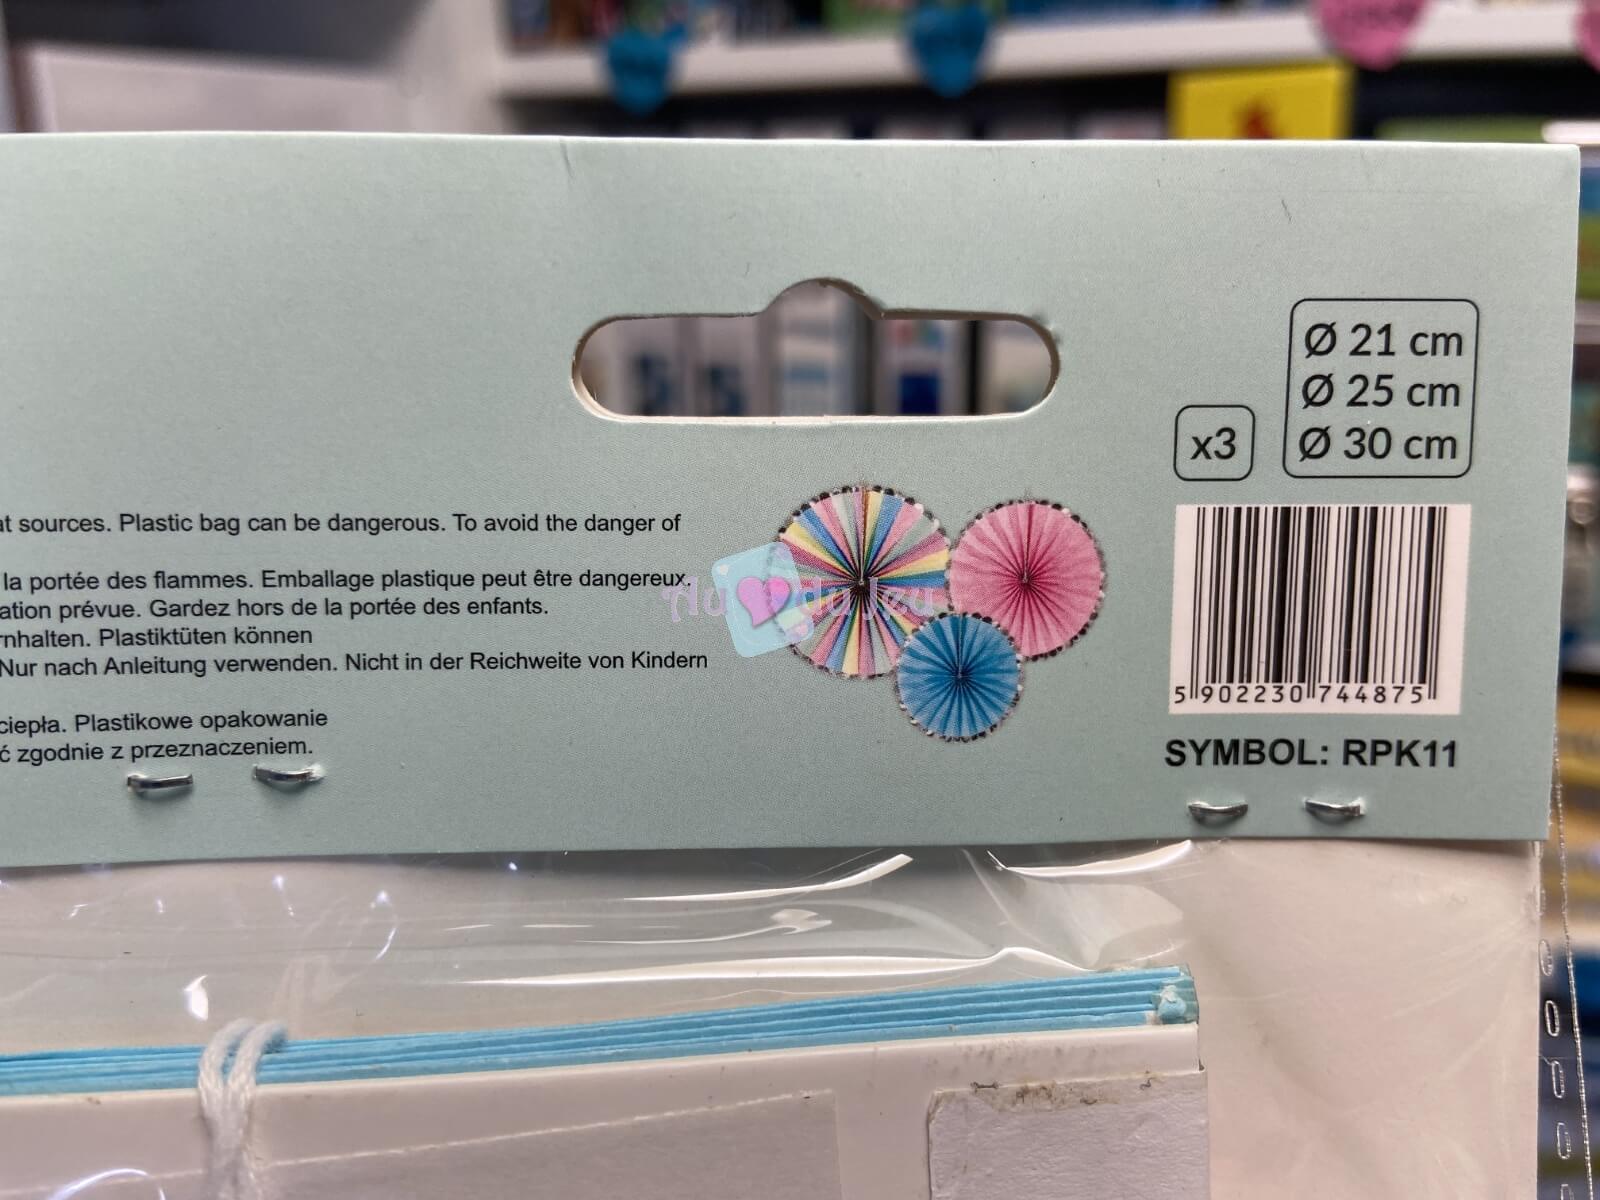 Ø 21 cm
Ø 25 cm
Ø 30 cm
x3
at sources. Plastic bag can be dangerous. To avoid the danger of
la portée des flammes. Emballage plastique peut être dangereux.
ation prévue. Gardez hors de la portée des enfants.
rnhalten. Plastiktüten können
Nur nach Anleitung verwenden. Nicht in der Reichweite von Kindern
ciepła. Plastikowe opakowanie
ć zgodnie z przeznaczeniem.
Au du Jeu
5 902230 744875
SYMBOL: RPK11